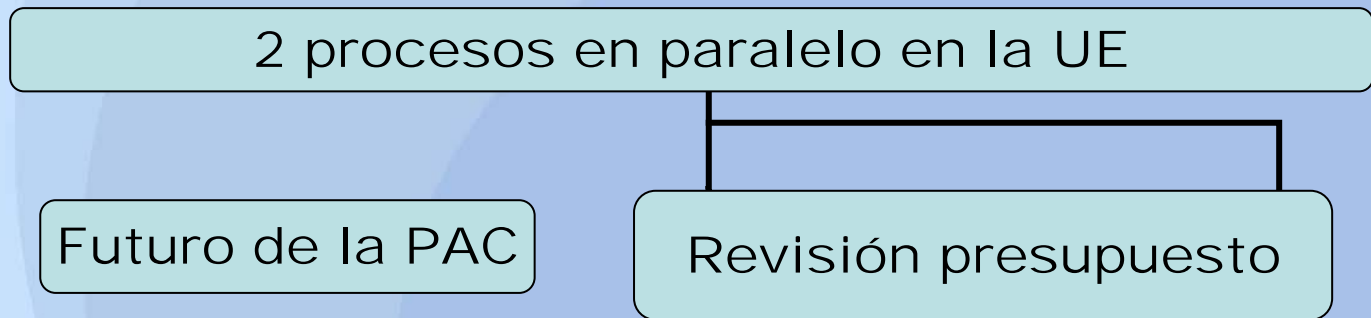 2 procesos en paralelo en la UE
Futuro de la PAC
Revisión presupuesto